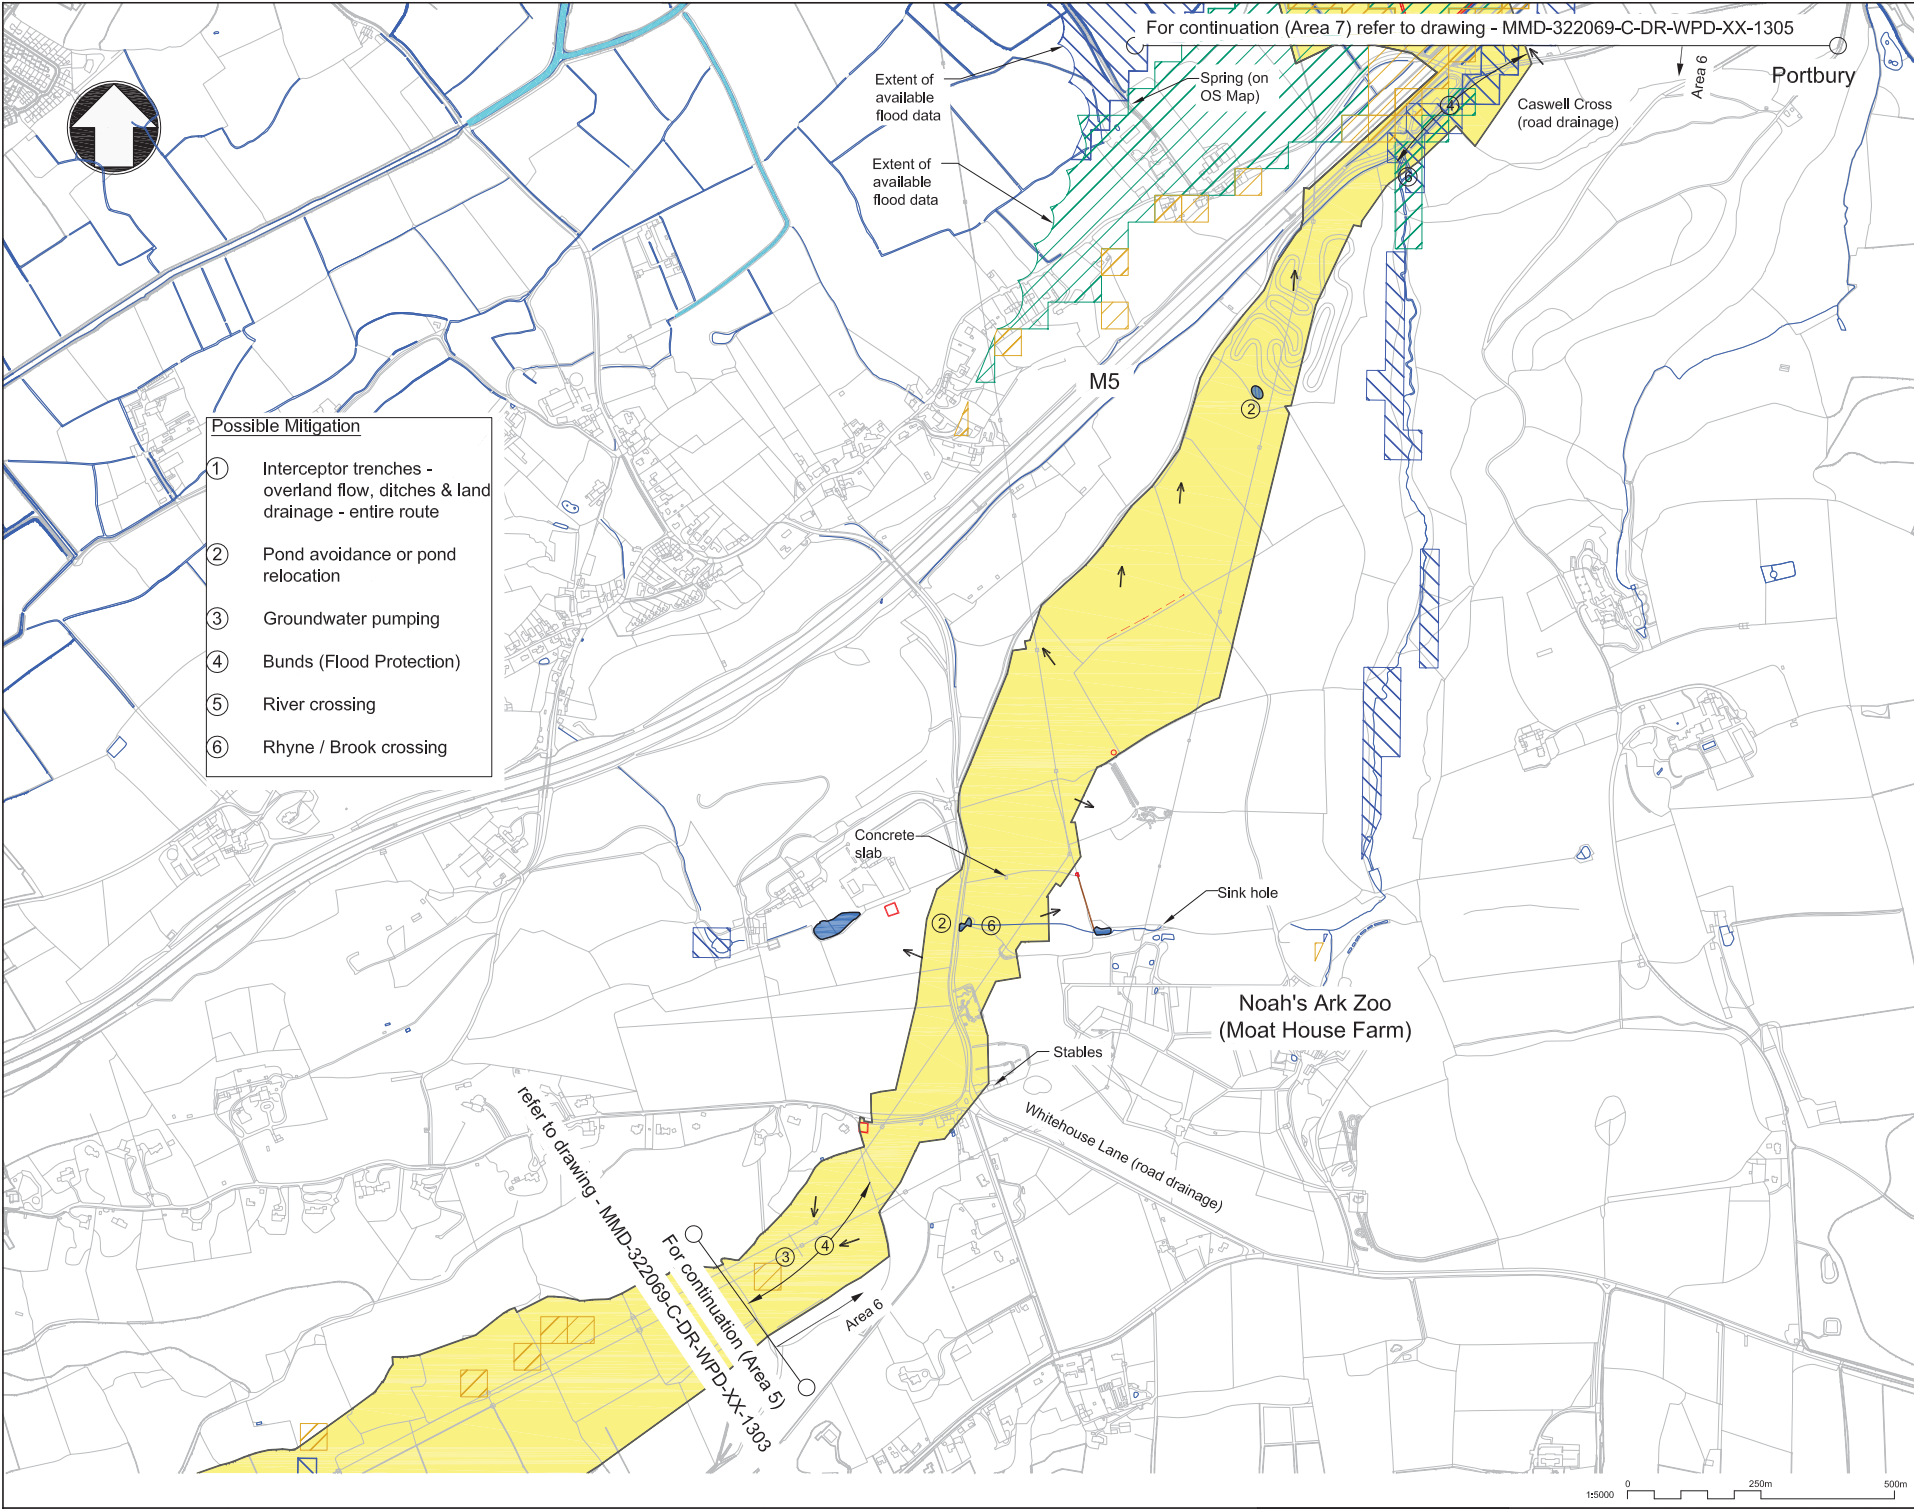 For continuation (Area 7) refer to drawing - MMD-322069-C-DR-WPD-XX-1305
Extent of
available
flood data
Spring (on
OS Map)
Area 6
Portbury
4
Caswell Cross
(road drainage)
Extent of
available
flood data
6
M5
2
Possible Mitigation
1 Interceptor trenches -
overland flow, ditches & land
drainage - entire route
2 Pond avoidance or pond
relocation
3 Groundwater pumping
4 Bunds (Flood Protection)
5 River crossing
6 Rhyne / Brook crossing
Concrete
slab
Sink hole
2
6
Noah's Ark Zoo
(Moat House Farm)
Stables
Whitehouse Lane (road drainage)
3
4
Area 6
For continuation (Area 5)
refer to drawing - MMD-322069-C-DR-WPD-XX-1303
1:5000
0 250m 500m